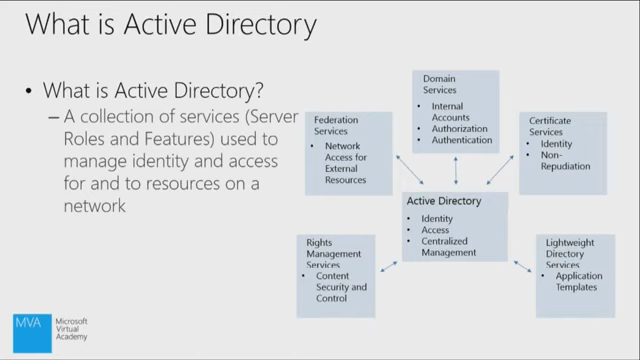 What is Active Directory
• What is Active Directory?
– A collection of services (Server
Roles and Features) used to
manage identity and access
for and to resources on a
network
Domain
Services
• Internal
Accounts
• Authorization
• Authentication
Federation
Services
• Network
Access for
External
Resources
Certificate
Services
• Identity
• Non-
Repudiation
Active Directory
• Identity
• Access
• Centralized
Management
Rights
Management
Services
• Content
Security and
Control
Lightweight
Directory
Services
• Application
Templates
MVA
Microsoft
Virtual
Academy